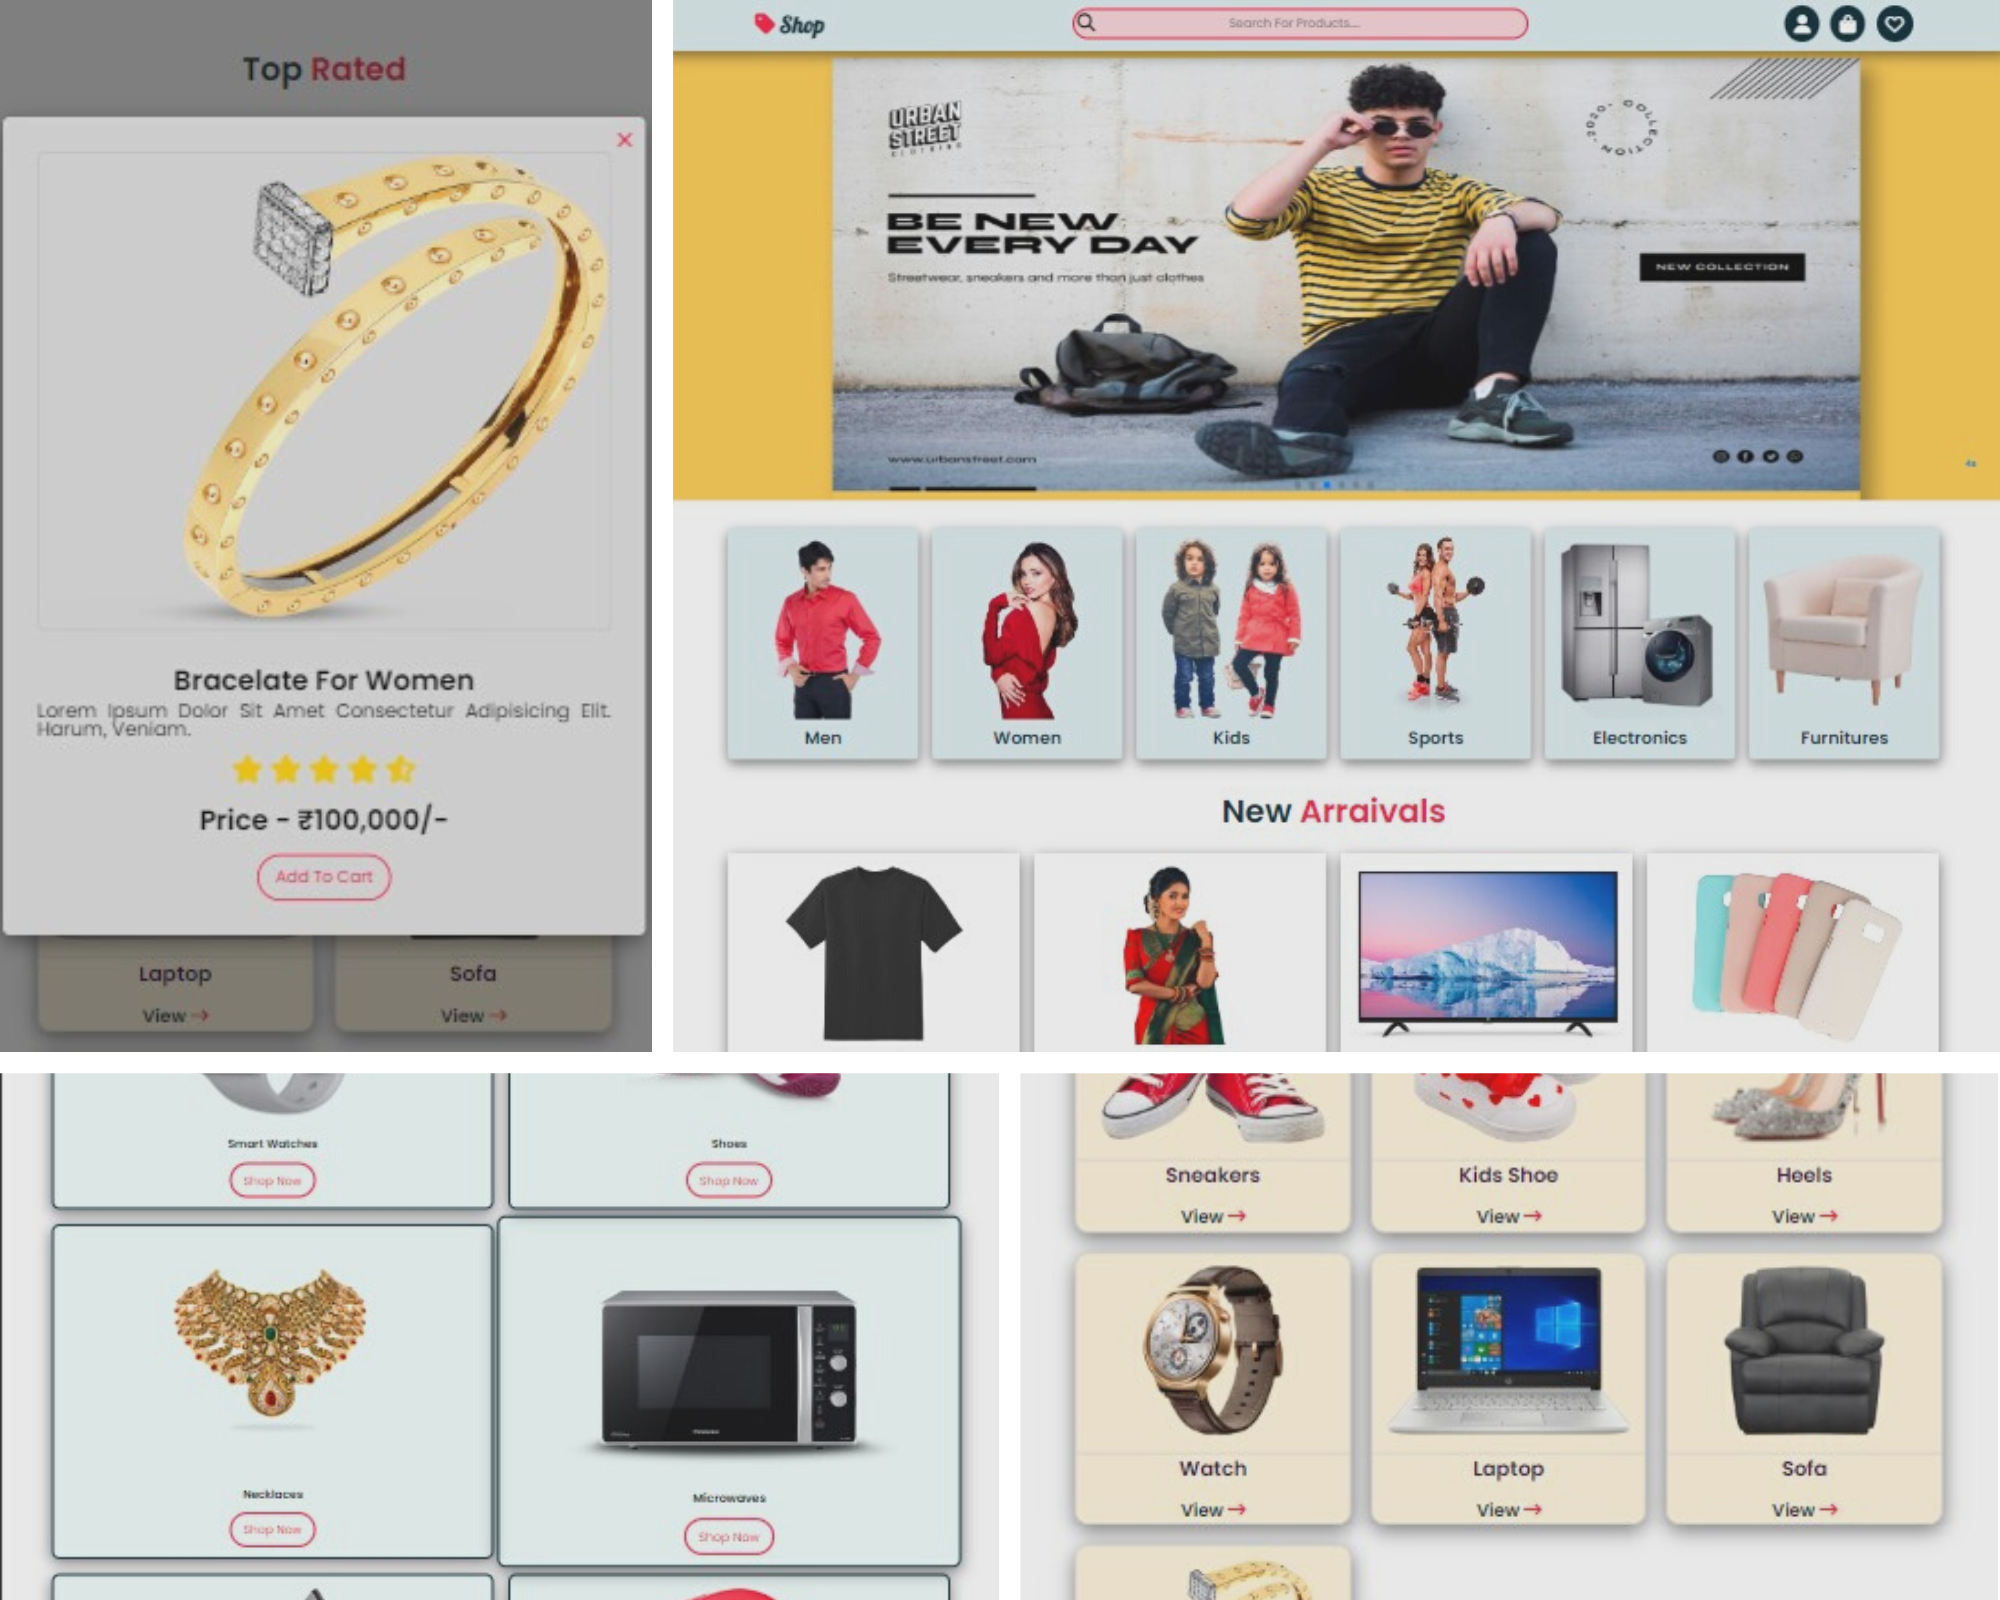 Top Rated
×
Bracelate For Women
Lorem Ipsum Dolor Sit Amet Consectetur Adipisicing Elit.
Harum, Veniam.
Price - ₹100,000/-
Add To Cart
Laptop
Sofa
View →
View →
Shop
Search For Products....
URBAN
STREET
CLOTHING
COLLECTION · 2020 ·
BE NEW
EVERY DAY
Streetwear, sneakers and more than just clothes
NEW COLLECTION
www.urbanstreet.com
4s
Men
Women
Kids
Sports
Electronics
Furnitures
New Arraivals
Smart Watches
Shoes
Shop Now
Shop Now
Necklaces
Microwaves
Shop Now
Shop Now
Sneakers
Kids Shoe
Heels
View →
View →
View →
Watch
Laptop
Sofa
View →
View →
View →